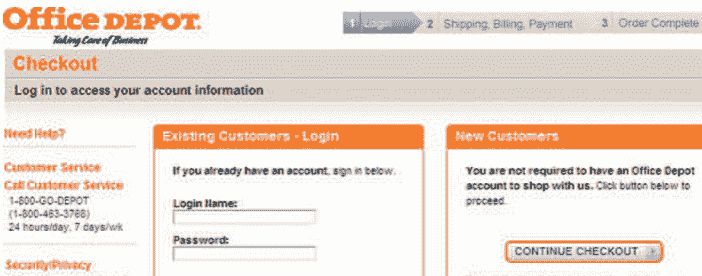 Office DEPOT.
Taking Care of Business
1 Login 2 Shipping, Billing, Payment 3 Order Complete
Checkout
Log in to access your account information
Need Help?
Customer Service
Call Customer Service
1-800-GO-DEPOT
(1-800-463-3768)
24 hours/day, 7 days/wk
Security/Privacy
Existing Customers - Login
If you already have an account, sign in below.
Login Name:
Password:
New Customers
You are not required to have an Office Depot
account to shop with us. Click button below to
proceed.
CONTINUE CHECKOUT